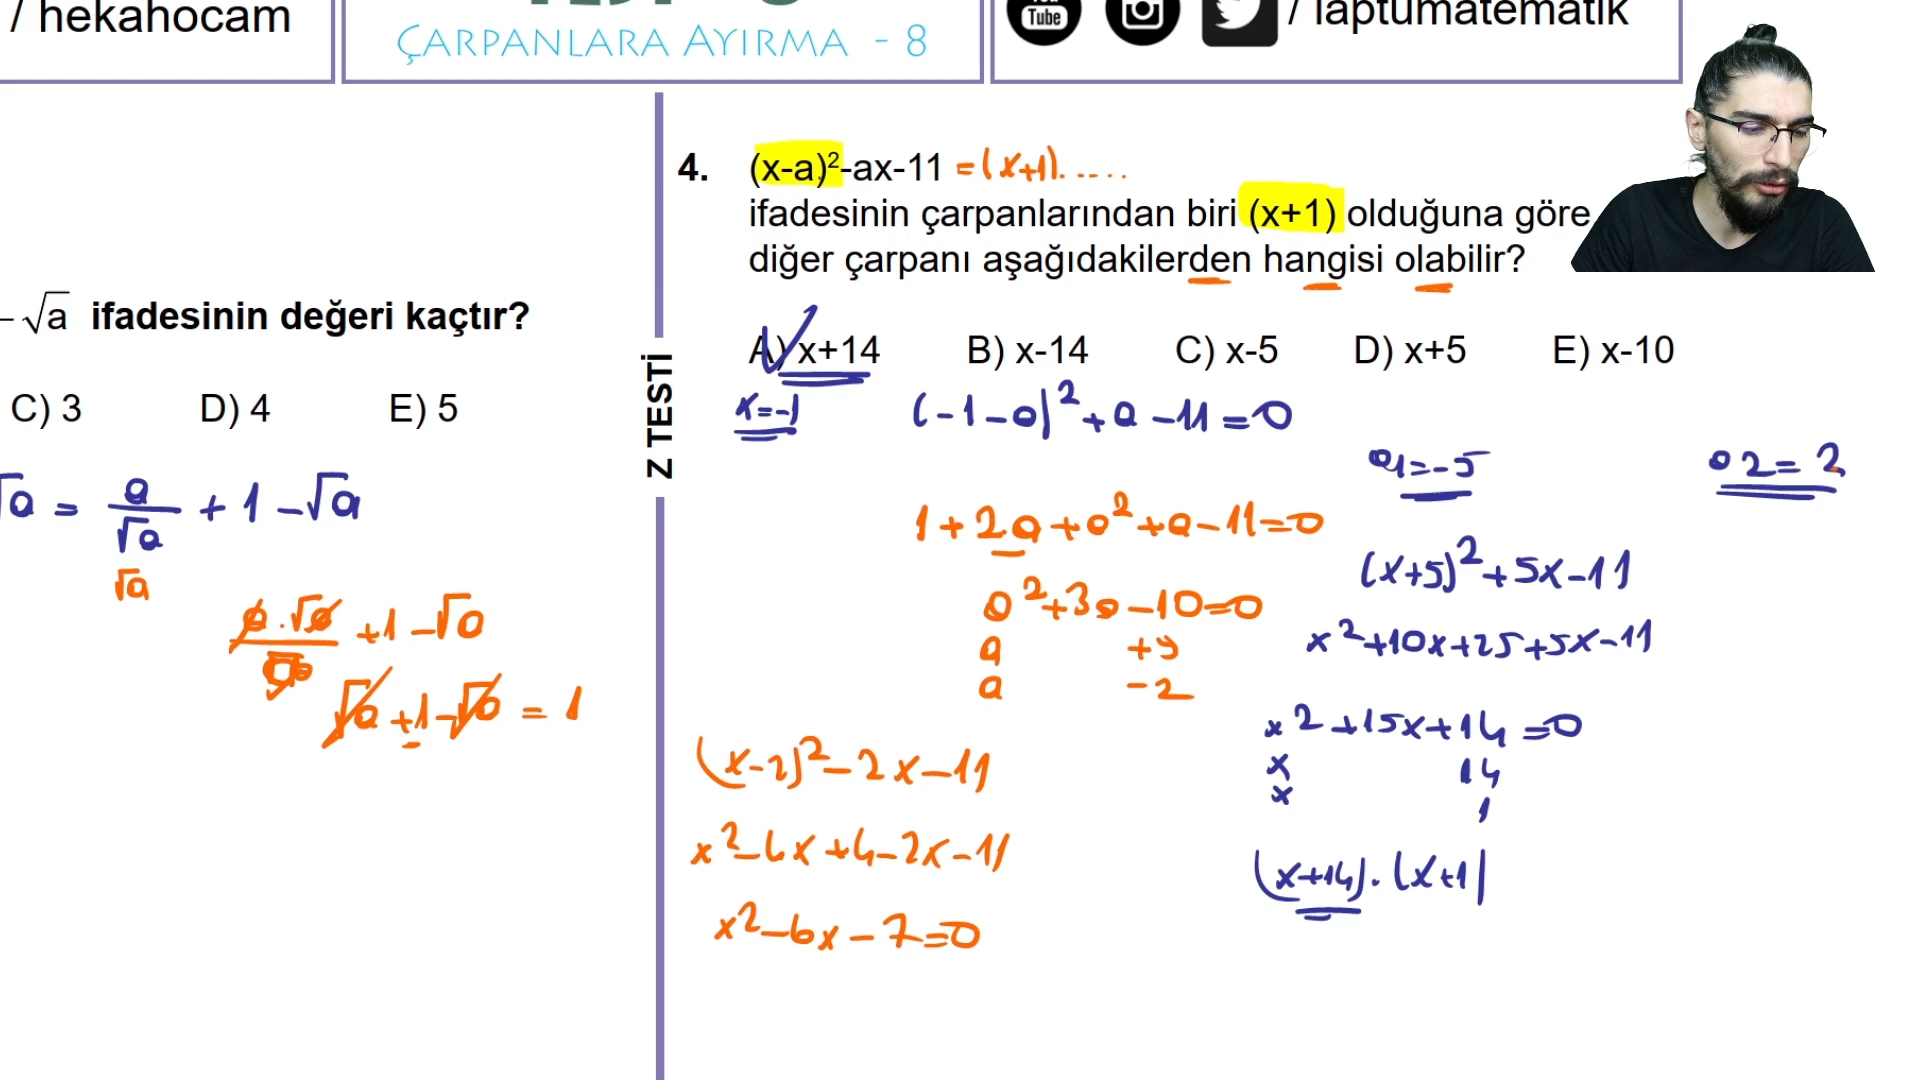 / hekahocam
ÇARPANLARA AYIRMA - 8
You
Tube
/ laptumatematik
- √a ifadesinin değeri kaçtır?
C) 3 D) 4 E) 5
√a = a/√a + 1 - √a
√a
a·√a/a + 1 - √a
√a + 1 - √a = 1
Z TESTİ
4. (x-a)²-ax-11 = (x+1). ....
ifadesinin çarpanlarından biri (x+1) olduğuna göre
diğer çarpanı aşağıdakilerden hangisi olabilir?
A) x+14 B) x-14 C) x-5 D) x+5 E) x-10
x=-1 (-1-a)²+a-11=0
a1=-5 a2=2
1+2a+a²+a-11=0
a²+3a-10=0
a +5
a -2
(x-2)²-2x-11
x²-4x+4-2x-11
x²-6x-7=0
(x+5)²+5x-11
x²+10x+25+5x-11
x²+15x+14=0
x 14
x 1
(x+14).(x+1)